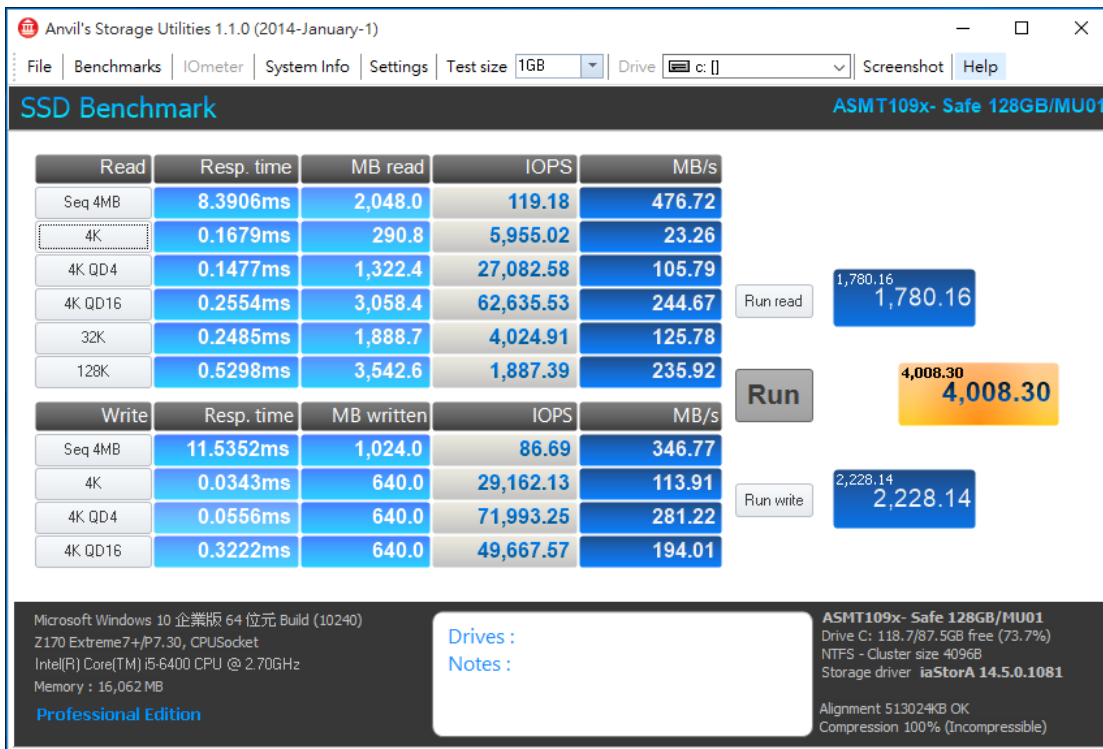 Anvil's Storage Utilities 1.1.0 (2014-January-1)
File Benchmarks IOmeter System Info Settings Test size 1GB Drive c: [] Screenshot Help
SSD Benchmark ASMT109x- Safe 128GB/MU01
Read Resp. time MB read IOPS MB/s
Seq 4MB 8.3906ms 2,048.0 119.18 476.72
4K 0.1679ms 290.8 5,955.02 23.26
4K QD4 0.1477ms 1,322.4 27,082.58 105.79
4K QD16 0.2554ms 3,058.4 62,635.53 244.67
32K 0.2485ms 1,888.7 4,024.91 125.78
128K 0.5298ms 3,542.6 1,887.39 235.92
Run read
1,780.16
1,780.16
Run
4,008.30
4,008.30
Write Resp. time MB written IOPS MB/s
Seq 4MB 11.5352ms 1,024.0 86.69 346.77
4K 0.0343ms 640.0 29,162.13 113.91
4K QD4 0.0556ms 640.0 71,993.25 281.22
4K QD16 0.3222ms 640.0 49,667.57 194.01
Run write
2,228.14
2,228.14
Microsoft Windows 10 企業版 64 位元 Build (10240)
Z170 Extreme7+/P7.30, CPUSocket
Intel(R) Core(TM) i5-6400 CPU @ 2.70GHz
Memory : 16,062 MB
Professional Edition
Drives :
Notes :
ASMT109x- Safe 128GB/MU01
Drive C: 118.7/87.5GB free (73.7%)
NTFS - Cluster size 4096B
Storage driver iaStorA 14.5.0.1081
Alignment 513024KB OK
Compression 100% (Incompressible)